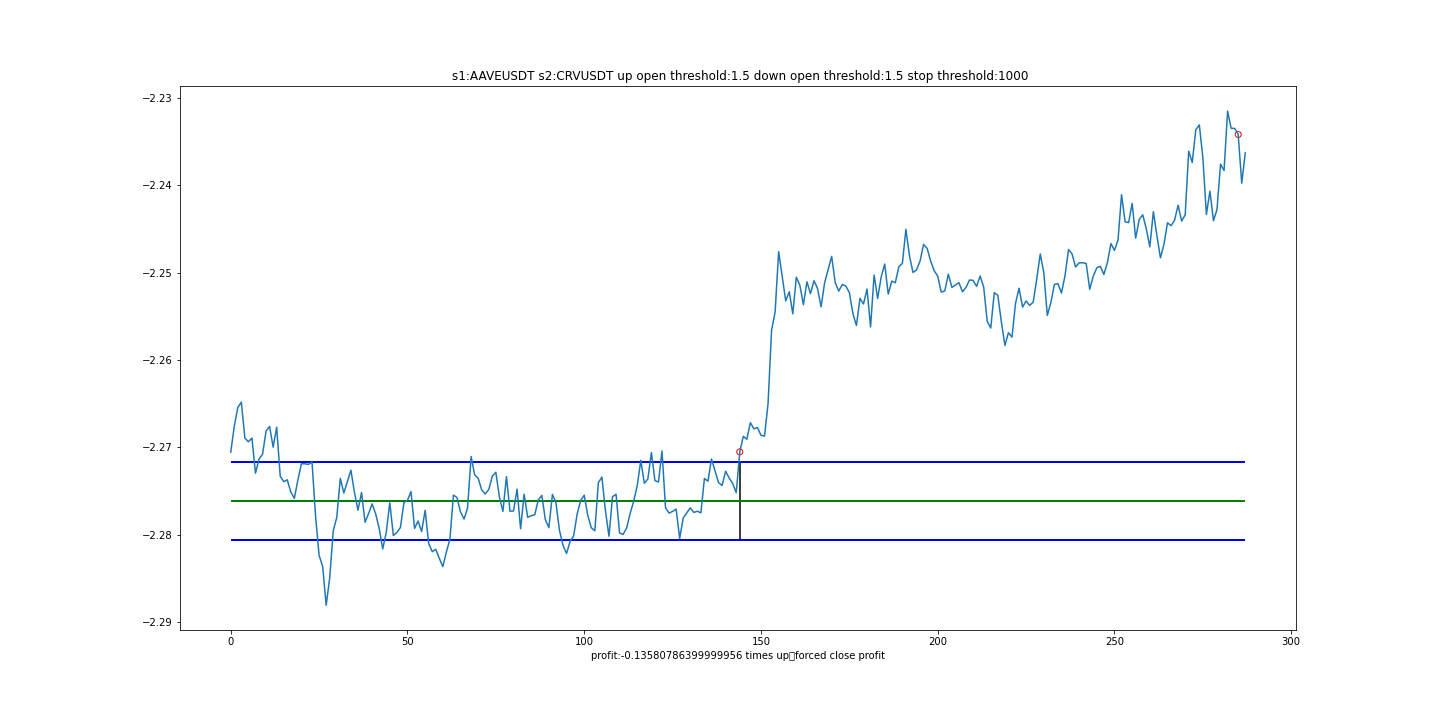 s1:AAVEUSDT s2:CRVUSDT up open threshold:1.5 down open threshold:1.5 stop threshold:1000
−2.23
−2.24
−2.25
−2.26
−2.27
−2.28
−2.29
0 50 100 150 200 250 300
profit:-0.13580786399999956 times up▯forced close profit